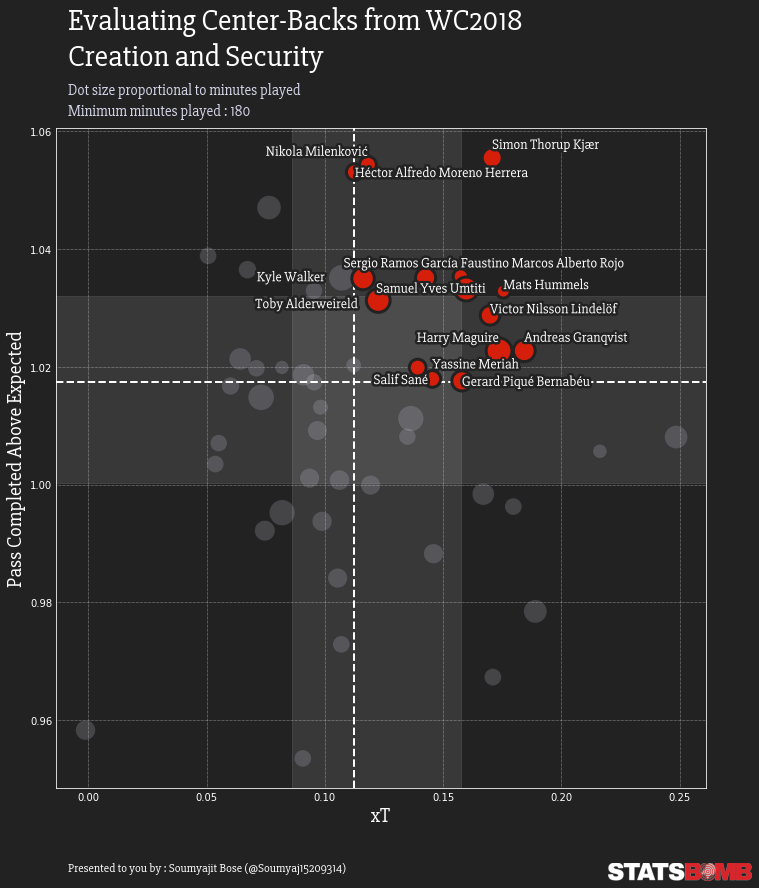 Evaluating Center-Backs from WC2018
Creation and Security
Dot size proportional to minutes played
Minimum minutes played : 180
1.06
Nikola Milenković
Simon Thorup Kjær
Héctor Alfredo Moreno Herrera
1.04
Sergio Ramos García Faustino Marcos Alberto Rojo
Kyle Walker
Samuel Yves Umtiti
Mats Hummels
Toby Alderweireld
Victor Nilsson Lindelöf
Harry Maguire
Andreas Granqvist
1.02
Yassine Meriah
Salif Sané
Gerard Piqué Bernabéu
1.00
0.98
0.96
Pass Completed Above Expected
0.00 0.05 0.10 0.15 0.20 0.25
xT
Presented to you by : Soumyajit Bose (@Soumyaj15209314)
STATSBOMB